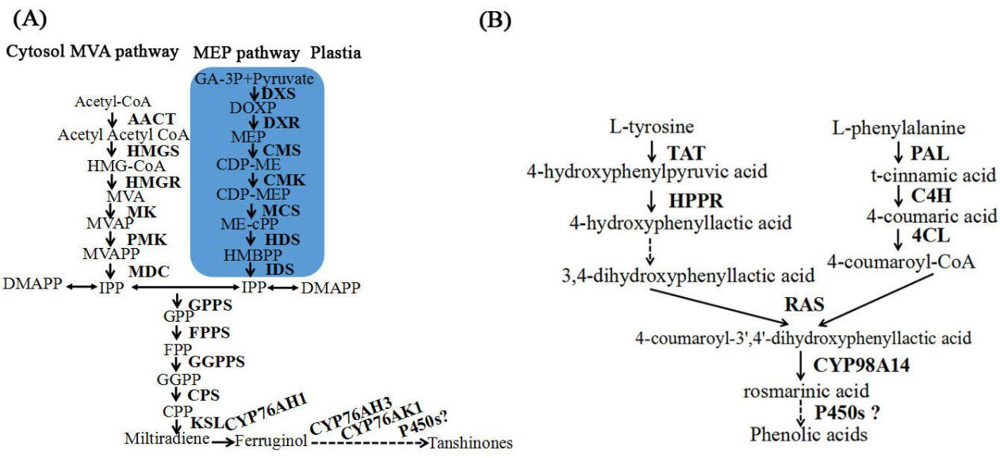 (A)
Cytosol MVA pathway
MEP pathway Plastia
Acetyl-CoA
AACT
Acetyl Acetyl CoA
HMGS
HMG-CoA
HMGR
MVA
MK
MVAP
PMK
MVAPP
MDC
GA-3P+Pyruvate
DXS
DOXP
DXR
MEP
CMS
CDP-ME
CMK
CDP-MEP
MCS
ME-cPP
HDS
HMBPP
IDS
DMAPP IPP IPP DMAPP
GPPS
GPP
FPPS
FPP
GGPPS
GGPP
CPS
CPP
KSL
CYP76AH1
CYP76AH3
CYP76AK1
P450s?
Miltiradiene Ferruginol Tanshinones
(B)
L-tyrosine
TAT
4-hydroxyphenylpyruvic acid
HPPR
4-hydroxyphenyllactic acid
3,4-dihydroxyphenyllactic acid
L-phenylalanine
PAL
t-cinnamic acid
C4H
4-coumaric acid
4CL
4-coumaroyl-CoA
RAS
4-coumaroyl-3',4'-dihydroxyphenyllactic acid
CYP98A14
rosmarinic acid
P450s ?
Phenolic acids